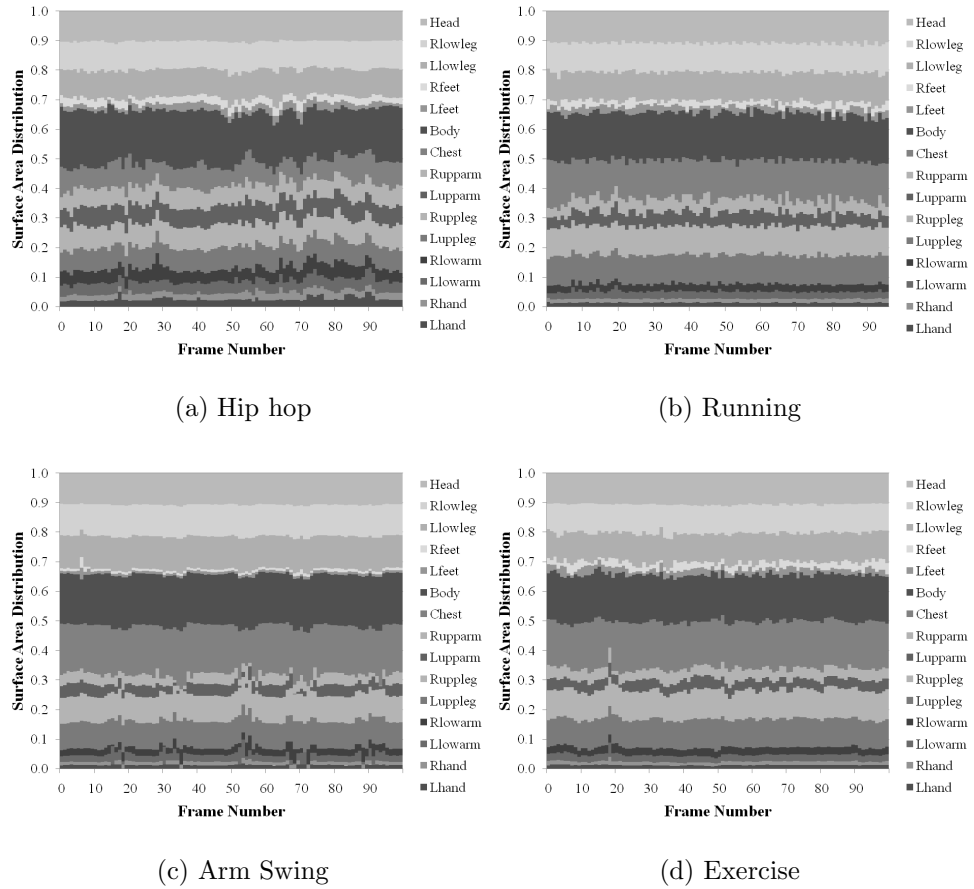 1.0
0.9
0.8
0.7
0.6
0.5
0.4
0.3
0.2
0.1
0.0
Surface Area Distribution
0 10 20 30 40 50 60 70 80 90
Frame Number
Head
Rlowleg
Llowleg
Rfeet
Lfeet
Body
Chest
Rupparm
Lupparm
Ruppleg
Luppleg
Rlowarm
Llowarm
Rhand
Lhand
(a) Hip hop
1.0
0.9
0.8
0.7
0.6
0.5
0.4
0.3
0.2
0.1
0.0
Surface Area Distribution
0 10 20 30 40 50 60 70 80 90
Frame Number
Head
Rlowleg
Llowleg
Rfeet
Lfeet
Body
Chest
Rupparm
Lupparm
Ruppleg
Luppleg
Rlowarm
Llowarm
Rhand
Lhand
(b) Running
1.0
0.9
0.8
0.7
0.6
0.5
0.4
0.3
0.2
0.1
0.0
Surface Area Distribution
0 10 20 30 40 50 60 70 80 90
Frame Number
Head
Rlowleg
Llowleg
Rfeet
Lfeet
Body
Chest
Rupparm
Lupparm
Ruppleg
Luppleg
Rlowarm
Llowarm
Rhand
Lhand
(c) Arm Swing
1.0
0.9
0.8
0.7
0.6
0.5
0.4
0.3
0.2
0.1
0.0
Surface Area Distribution
0 10 20 30 40 50 60 70 80 90
Frame Number
Head
Rlowleg
Llowleg
Rfeet
Lfeet
Body
Chest
Rupparm
Lupparm
Ruppleg
Luppleg
Rlowarm
Llowarm
Rhand
Lhand
(d) Exercise